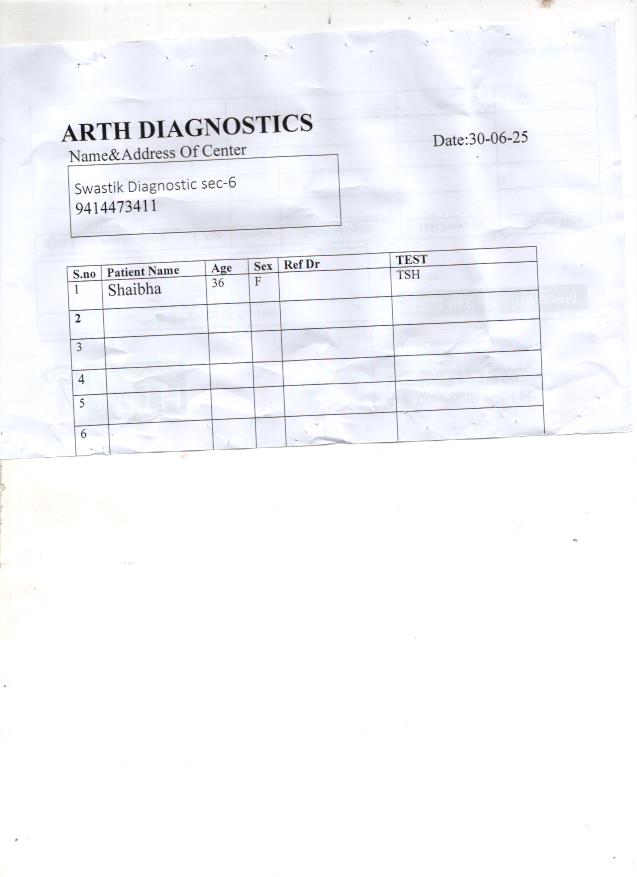 ARTH DIAGNOSTICS
Name&Address Of Center
Date:30-06-25
Swastik Diagnostic sec-6
9414473411
S.no Patient Name Age Sex Ref Dr TEST
1 Shaibha 36 F TSH
2
3
4
5
6